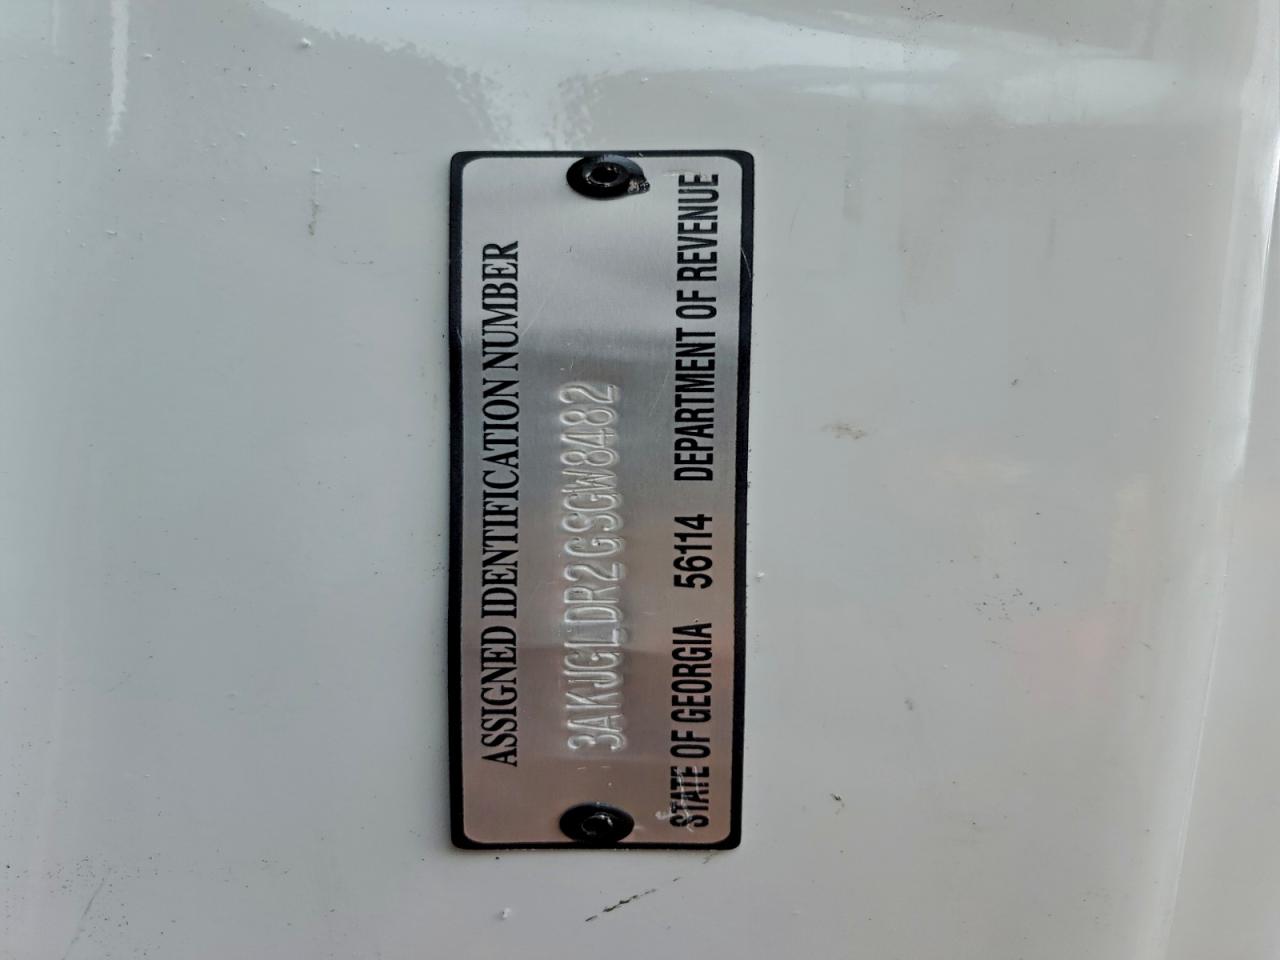 ASSIGNED IDENTIFICATION NUMBER
3AKJGLDR2GSGW8482
STATE OF GEORGIA 56114 DEPARTMENT OF REVENUE